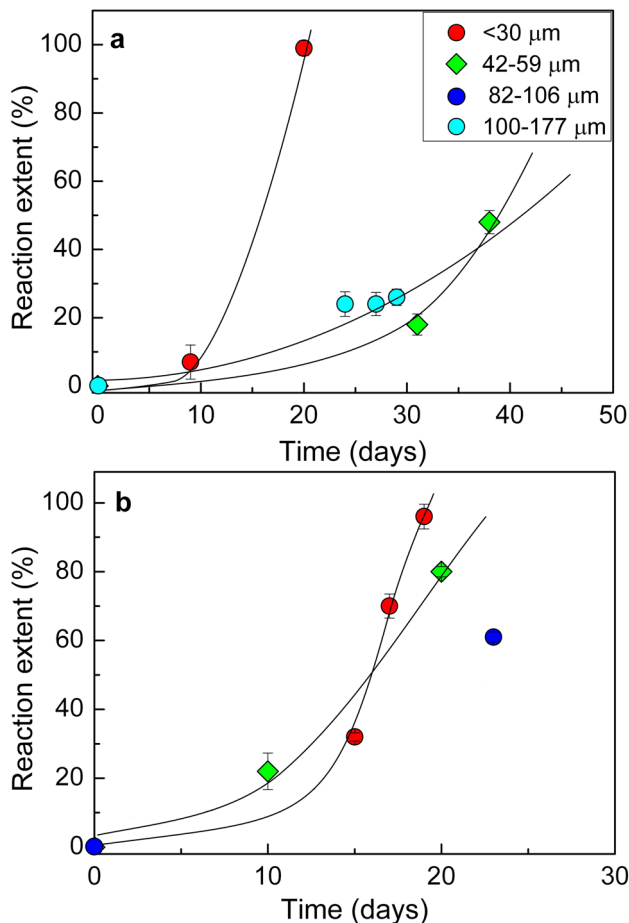 a
<30 μm
42-59 μm
82-106 μm
100-177 μm
Reaction extent (%)
100
80
60
40
20
0
0 10 20 30 40 50
Time (days)
b
Reaction extent (%)
100
80
60
40
20
0
0 10 20 30
Time (days)